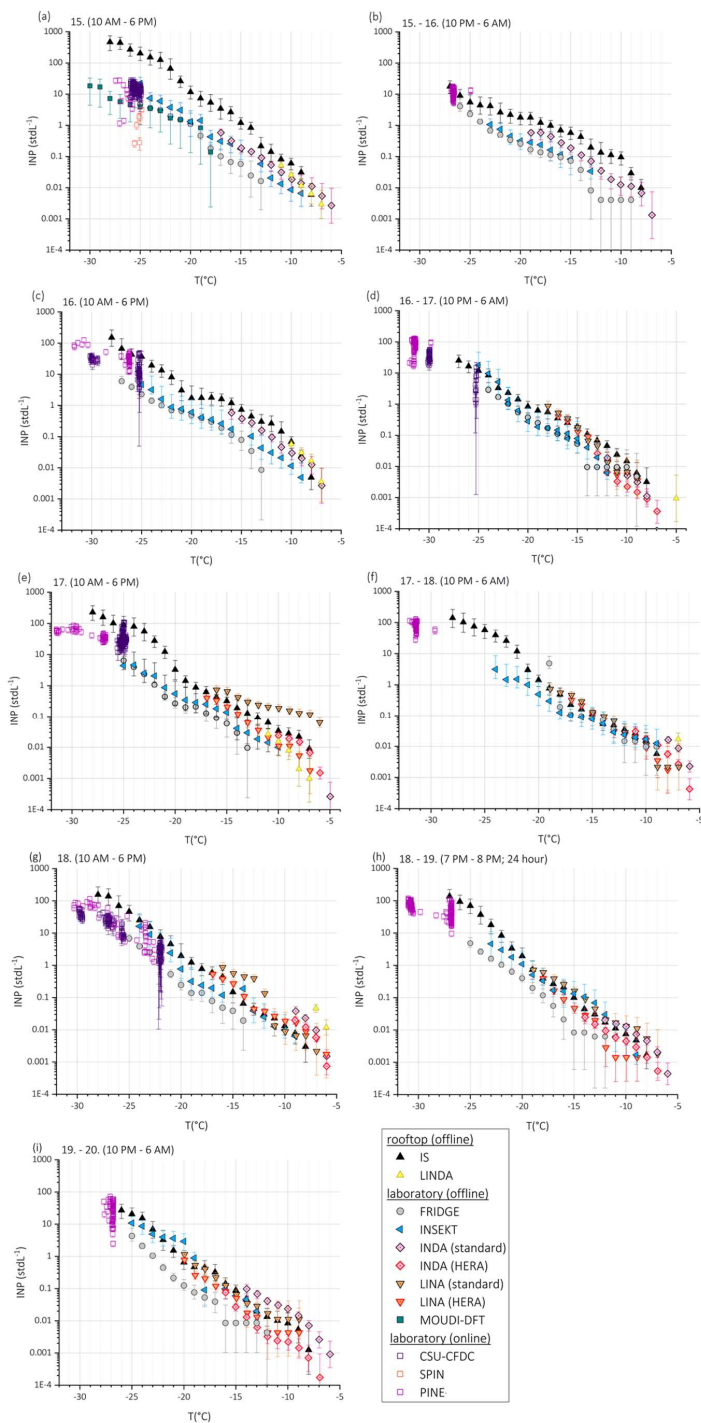 (a) 15. (10 AM - 6 PM)
1000
100
10
1
0.1
0.01
0.001
1E-4
INP (stdL⁻¹)
-30 -25 -20 -15 -10 -5
T(°C)
(b) 15. - 16. (10 PM - 6 AM)
1000
100
10
1
0.1
0.01
0.001
1E-4
INP (stdL⁻¹)
-30 -25 -20 -15 -10 -5
T(°C)
(c) 16. (10 AM - 6 PM)
1000
100
10
1
0.1
0.01
0.001
1E-4
INP (stdL⁻¹)
-30 -25 -20 -15 -10 -5
T(°C)
(d) 16. - 17. (10 PM - 6 AM)
1000
100
10
1
0.1
0.01
0.001
1E-4
INP (stdL⁻¹)
-30 -25 -20 -15 -10 -5
T(°C)
(e) 17. (10 AM - 6 PM)
1000
100
10
1
0.1
0.01
0.001
1E-4
INP (stdL⁻¹)
-30 -25 -20 -15 -10 -5
T(°C)
(f) 17. - 18. (10 PM - 6 AM)
1000
100
10
1
0.1
0.01
0.001
1E-4
INP (stdL⁻¹)
-30 -25 -20 -15 -10 -5
T(°C)
(g) 18. (10 AM - 6 PM)
1000
100
10
1
0.1
0.01
0.001
1E-4
INP (stdL⁻¹)
-30 -25 -20 -15 -10 -5
T(°C)
(h) 18. - 19. (7 PM - 8 PM; 24 hour)
1000
100
10
1
0.1
0.01
0.001
1E-4
INP (stdL⁻¹)
-30 -25 -20 -15 -10 -5
T(°C)
(i) 19. - 20. (10 PM - 6 AM)
1000
100
10
1
0.1
0.01
0.001
1E-4
INP (stdL⁻¹)
-30 -25 -20 -15 -10 -5
T(°C)
rooftop (offline)
IS
LINDA
laboratory (offline)
FRIDGE
INSEKT
INDA (standard)
INDA (HERA)
LINA (standard)
LINA (HERA)
MOUDI-DFT
laboratory (online)
CSU-CFDC
SPIN
PINE